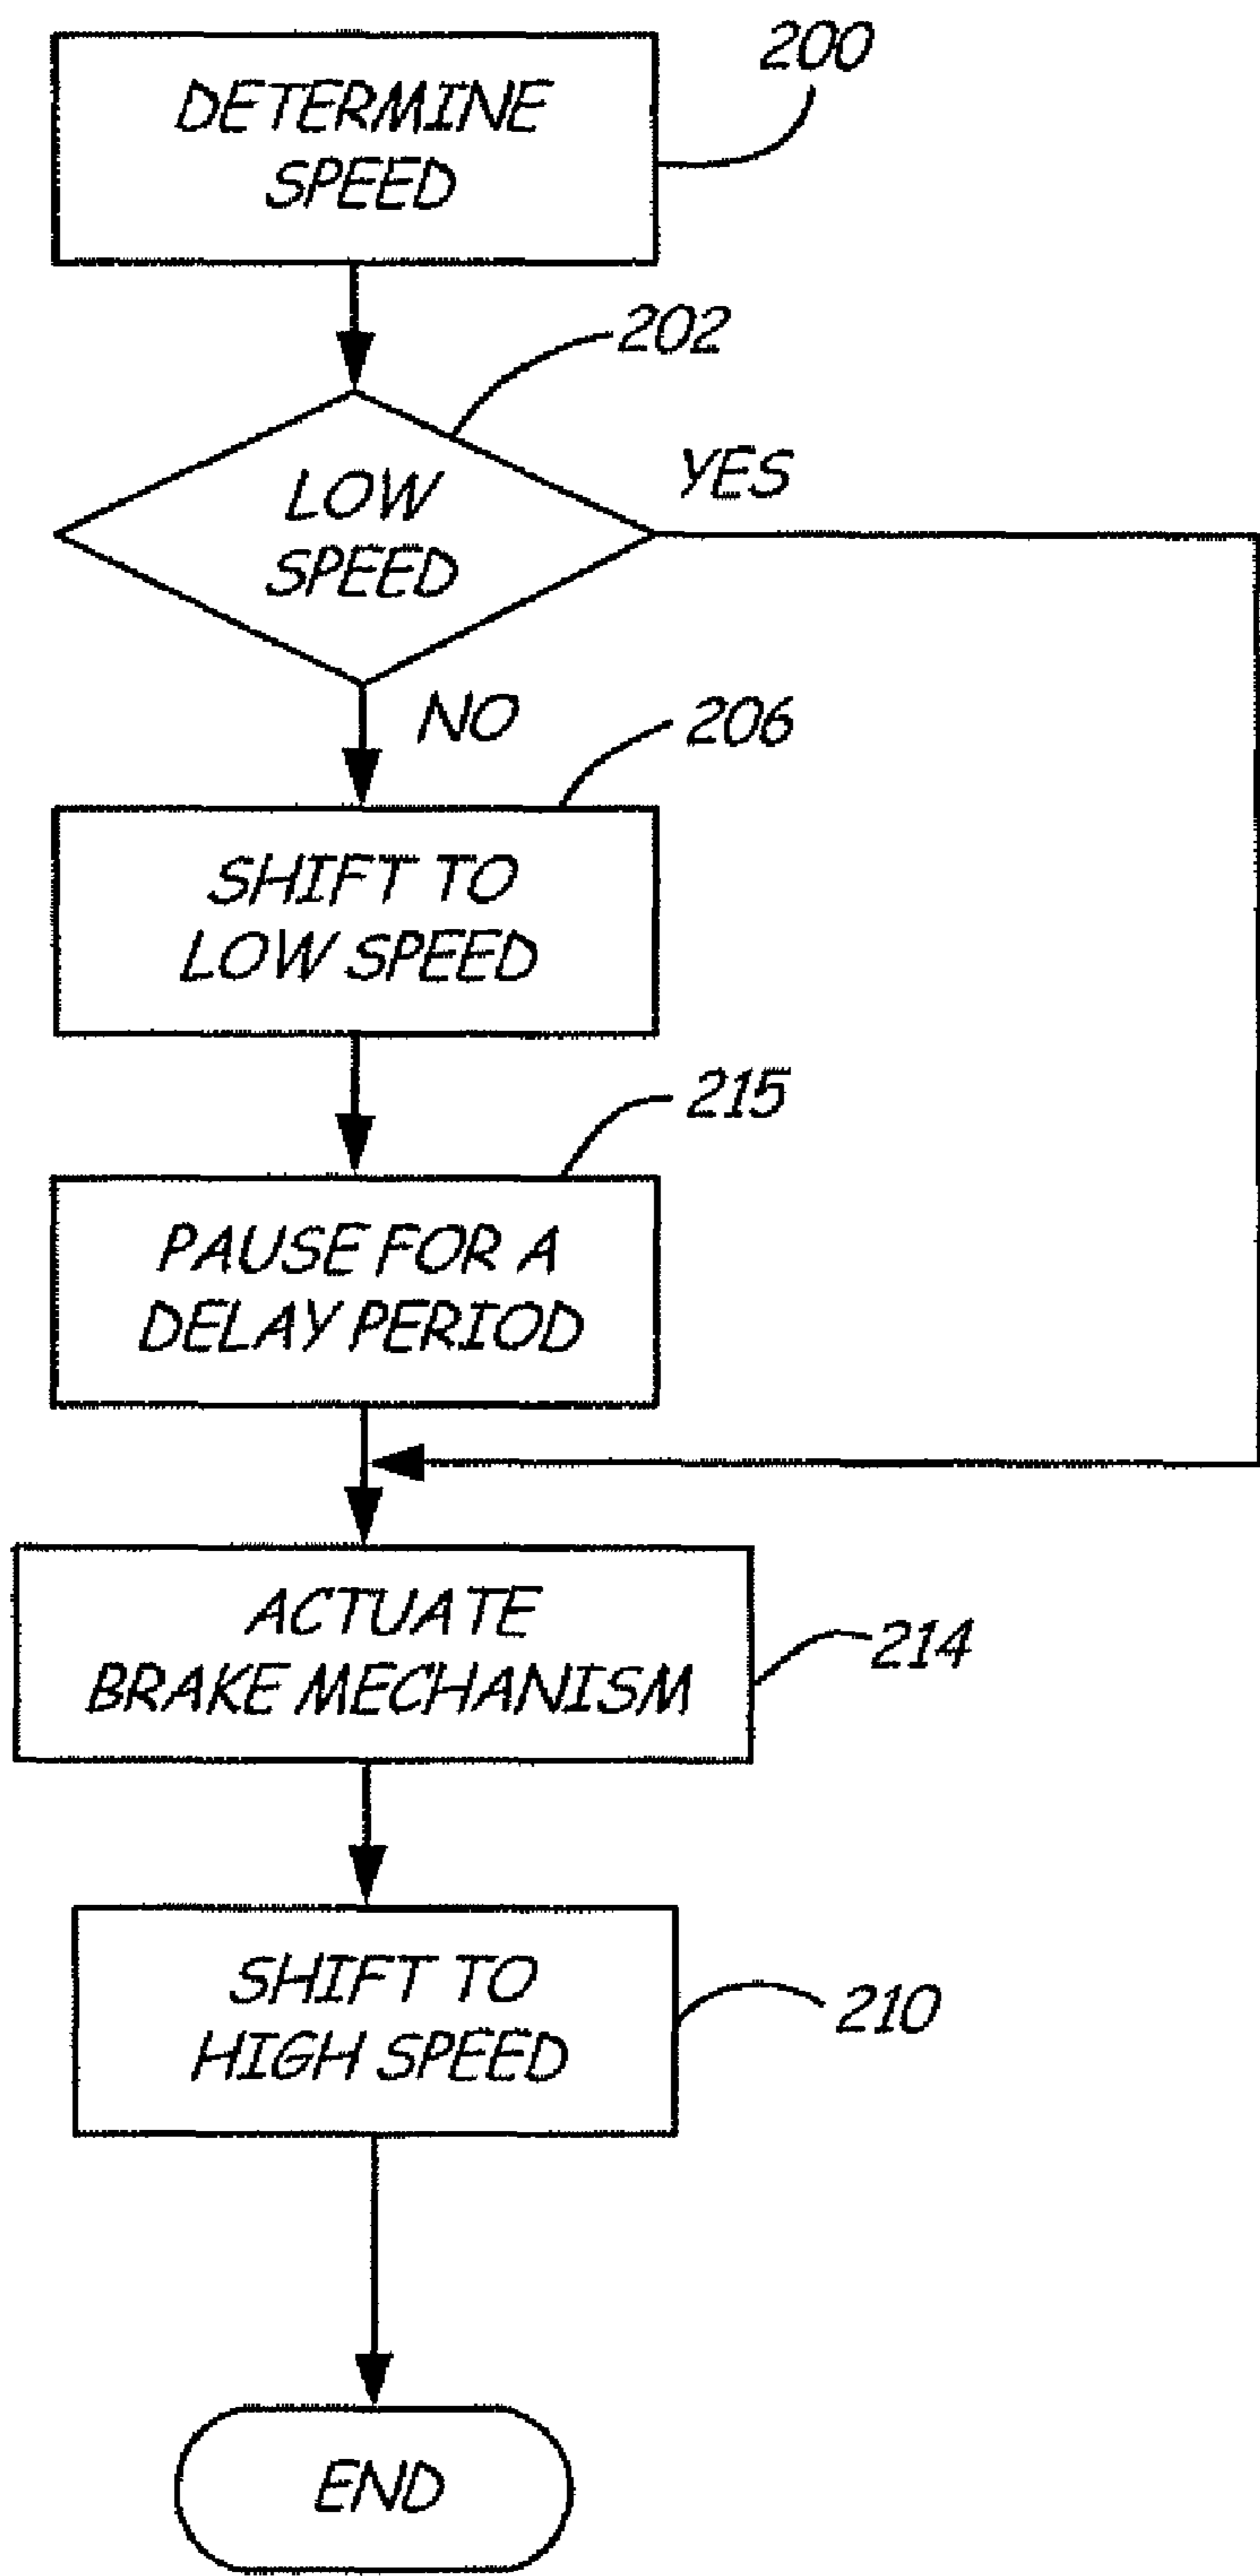 DETERMINE
SPEED
200
202
LOW
SPEED
YES
NO
206
SHIFT TO
LOW SPEED
215
PAUSE FOR A
DELAY PERIOD
ACTUATE
BRAKE MECHANISM
214
SHIFT TO
HIGH SPEED
210
END